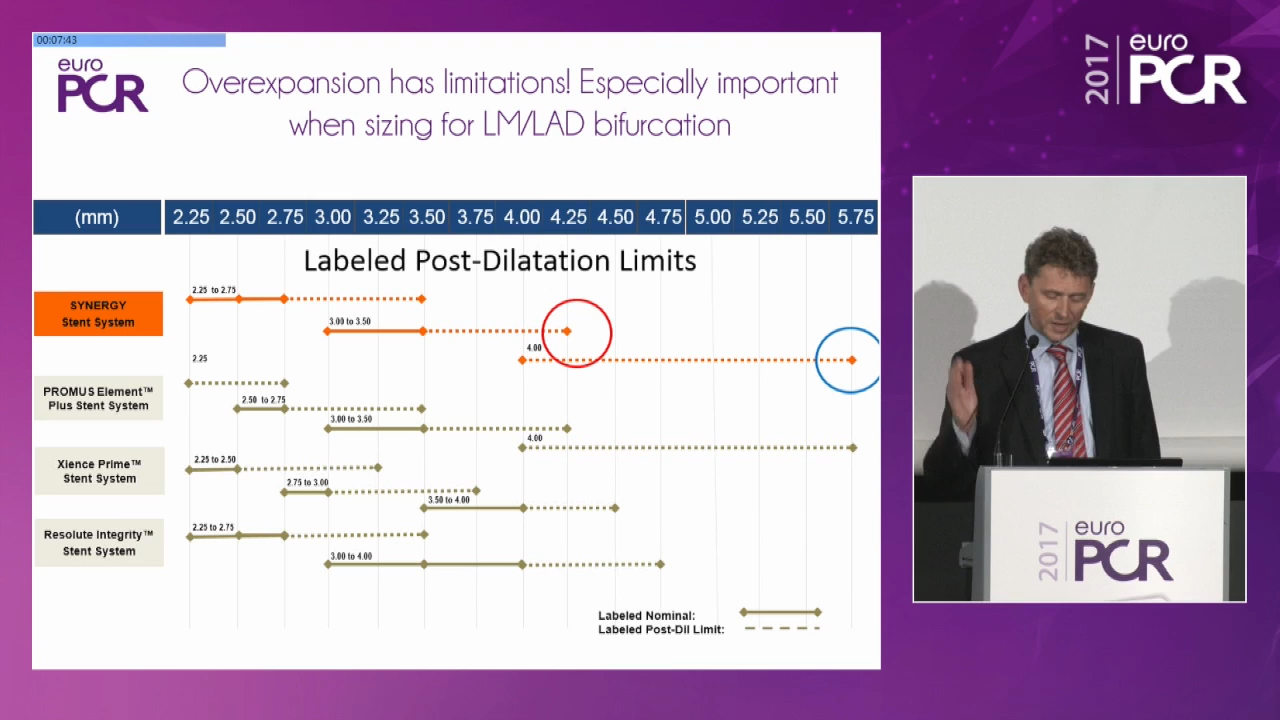 00:07:43
euro
PCR
Overexpansion has limitations! Especially important
when sizing for LM/LAD bifurcation
(mm) 2.25 2.50 2.75 3.00 3.25 3.50 3.75 4.00 4.25 4.50 4.75 5.00 5.25 5.50 5.75
Labeled Post-Dilatation Limits
SYNERGY
Stent System
2.25 to 2.75
3.00 to 3.50
4.00
PROMUS Element™
Plus Stent System
2.25
2.50 to 2.75
3.00 to 3.50
4.00
Xience Prime™
Stent System
2.25 to 2.50
2.75 to 3.00
3.50 to 4.00
Resolute Integrity™
Stent System
2.25 to 2.75
3.00 to 4.00
Labeled Nominal:
Labeled Post-Dil Limit:
2017
euro
PCR
2017
euro
PCR